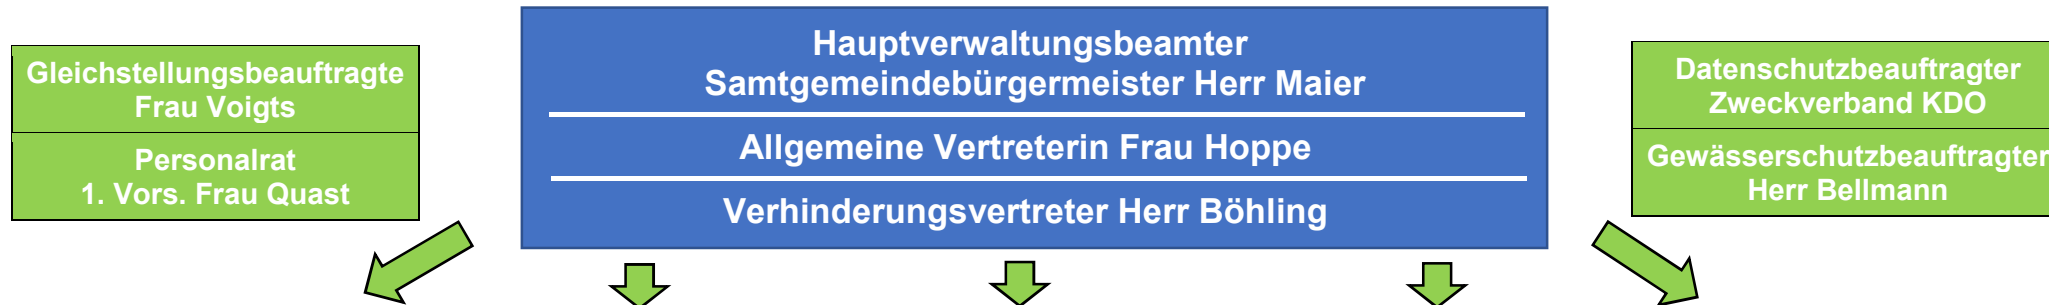 Gleichstellungsbeauftragte
Frau Voigts
Personalrat
1. Vors. Frau Quast
Hauptverwaltungsbeamter
Samtgemeindebürgermeister Herr Maier
Allgemeine Vertreterin Frau Hoppe
Verhinderungsvertreter Herr Böhling
Datenschutzbeauftragter
Zweckverband KDO
Gewässerschutzbeauftragter
Herr Bellmann